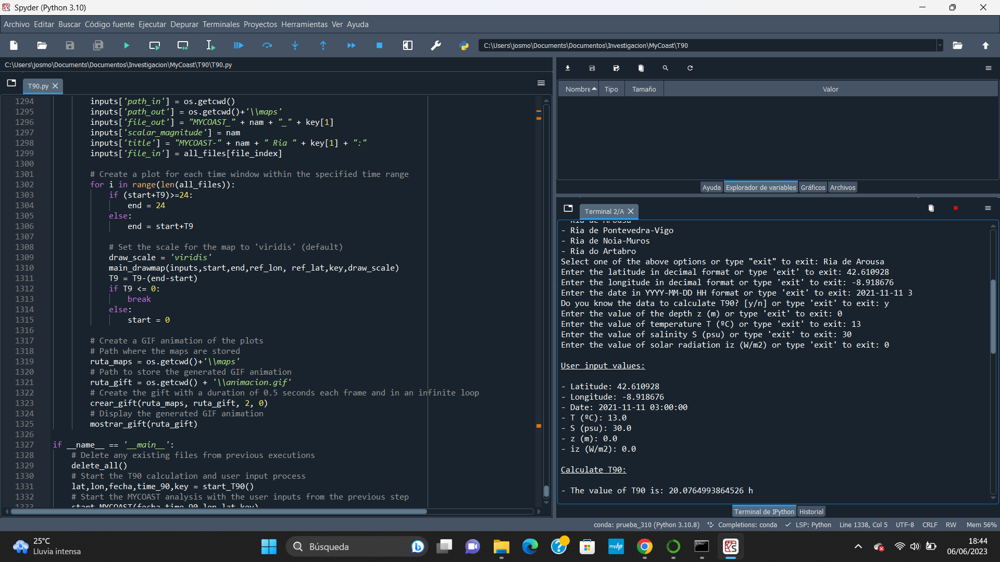 Spyder (Python 3.10)
Archivo Editar Buscar Código fuente Ejecutar Depurar Terminales Proyectos Herramientas Ver Ayuda
C:\Users\josmo\Documents\Documentos\Investigacion\MyCoast\T90
C:\Users\josmo\Documents\Documentos\Investigacion\MyCoast\T90\T90.py
T90.py
1294 inputs['path_in'] = os.getcwd()
1295 inputs['path_out'] = os.getcwd()+'\\maps'
1296 inputs['file_out'] = "MYCOAST_" + nam + "_" + key[1]
1297 inputs['scalar_magnitude'] = nam
1298 inputs['title'] = "MYCOAST-" + nam + " Ria " + key[1] + ":"
1299 inputs['file_in'] = all_files[file_index]
1300
1301 # Create a plot for each time window within the specified time range
1302 for i in range(len(all_files)):
1303 if (start+T9)>=24:
1304 end = 24
1305 else:
1306 end = start+T9
1307
1308 # Set the scale for the map to 'viridis' (default)
1309 draw_scale = 'viridis'
1310 main_drawmap(inputs,start,end,ref_lon, ref_lat,key,draw_scale)
1311 T9 = T9-(end-start)
1312 if T9 <= 0:
1313 break
1314 else:
1315 start = 0
1316
1317 # Create a GIF animation of the plots
1318 # Path where the maps are stored
1319 ruta_maps = os.getcwd()+'\\maps'
1320 # Path to store the generated GIF animation
1321 ruta_gift = os.getcwd() + '\\animacion.gif'
1322 # Create the gift with a duration of 0.5 seconds each frame and in an infinite loop
1323 crear_gift(ruta_maps, ruta_gift, 2, 0)
1324 # Display the generated GIF animation
1325 mostrar_gift(ruta_gift)
1326
1327 if __name__ == '__main__':
1328 # Delete any existing files from previous executions
1329 delete_all()
1330 # Start the T90 calculation and user input process
1331 lat,lon,fecha,time_90,key = start_T90()
1332 # Start the MYCOAST analysis with the user inputs from the previous step
1333 start_MYCOAST(fecha,time_90,lon,lat,key)
Nombre Tipo Tamaño Valor
Ayuda Explorador de variables Gráficos Archivos
Terminal 2/A
- Ria de Arousa
- Ria de Pontevedra-Vigo
- Ria de Noia-Muros
- Ria do Artabro
Select one of the above options or type "exit" to exit: Ria de Arousa
Enter the latitude in decimal format or type 'exit' to exit: 42.610928
Enter the longitude in decimal format or type 'exit' to exit: -8.918676
Enter the date in YYYY-MM-DD HH format or type 'exit' to exit: 2021-11-11 3
Do you know the data to calculate T90? [y/n] or type 'exit' to exit: y
Enter the value of the depth z (m) or type 'exit' to exit: 0
Enter the value of temperature T (ºC) or type 'exit' to exit: 13
Enter the value of salinity S (psu) or type 'exit' to exit: 30
Enter the value of solar radiation iz (W/m2) or type 'exit' to exit: 0
User input values:
- Latitude: 42.610928
- Longitude: -8.918676
- Date: 2021-11-11 03:00:00
- T (ºC): 13.0
- S (psu): 30.0
- z (m): 0.0
- iz (W/m2): 0.0
Calculate T90:
- The value of T90 is: 20.0764993864526 h
Terminal de IPython Historial
conda: prueba_310 (Python 3.10.8) Completions: conda LSP: Python Line 1338, Col 5 UTF-8 CRLF RW Mem 56%
25°C
Lluvia intensa
Búsqueda
myhp
18:44
06/06/2023